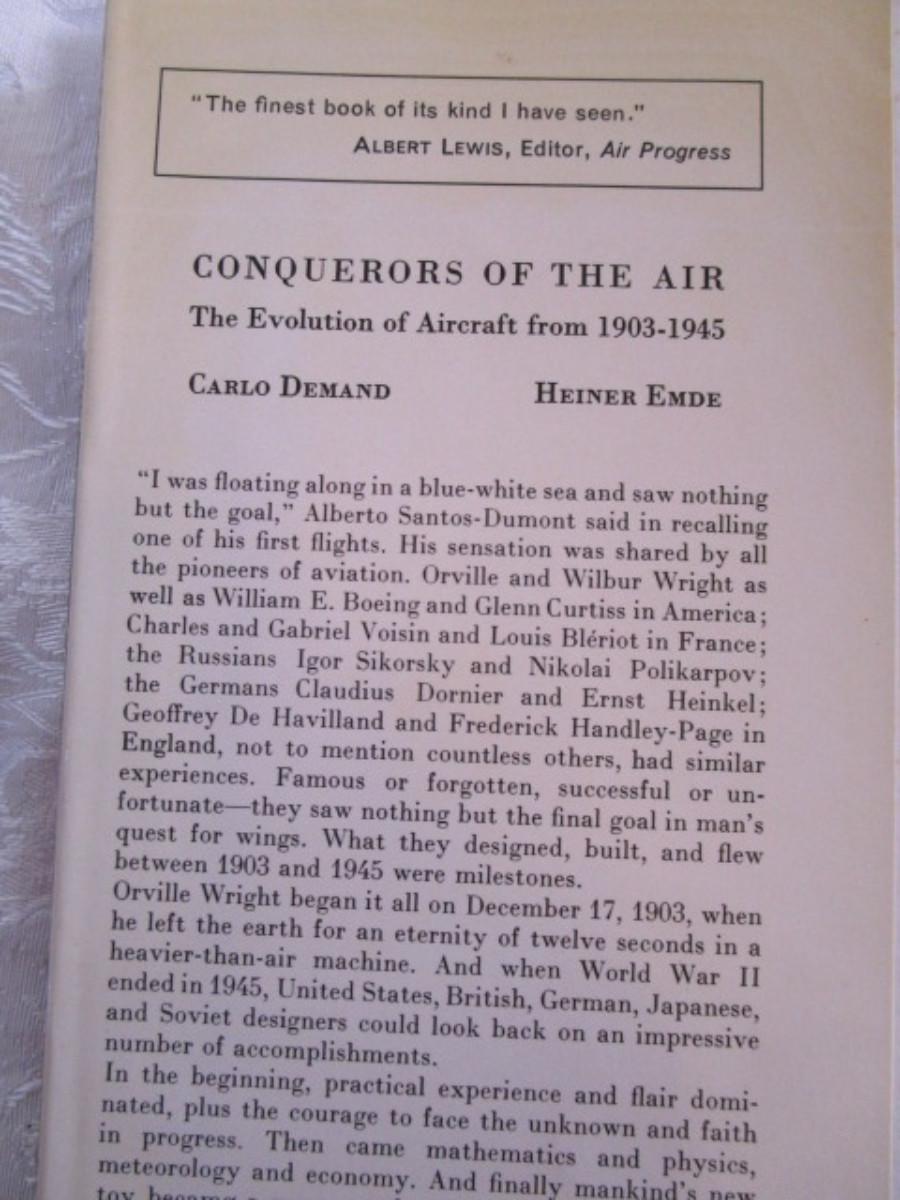 "The finest book of its kind I have seen."
ALBERT LEWIS, Editor, Air Progress
CONQUERORS OF THE AIR
The Evolution of Aircraft from 1903-1945
CARLO DEMAND HEINER EMDE
"I was floating along in a blue-white sea and saw nothing
but the goal," Alberto Santos-Dumont said in recalling
one of his first flights. His sensation was shared by all
the pioneers of aviation. Orville and Wilbur Wright as
well as William E. Boeing and Glenn Curtiss in America;
Charles and Gabriel Voisin and Louis Blériot in France;
the Russians Igor Sikorsky and Nikolai Polikarpov;
the Germans Claudius Dornier and Ernst Heinkel;
Geoffrey De Havilland and Frederick Handley-Page in
England, not to mention countless others, had similar
experiences. Famous or forgotten, successful or un-
fortunate—they saw nothing but the final goal in man's
quest for wings. What they designed, built, and flew
between 1903 and 1945 were milestones.
Orville Wright began it all on December 17, 1903, when
he left the earth for an eternity of twelve seconds in a
heavier-than-air machine. And when World War II
ended in 1945, United States, British, German, Japanese,
and Soviet designers could look back on an impressive
number of accomplishments.
In the beginning, practical experience and flair domi-
nated, plus the courage to face the unknown and faith
in progress. Then came mathematics and physics,
meteorology and economy. And finally mankind's new
toy became